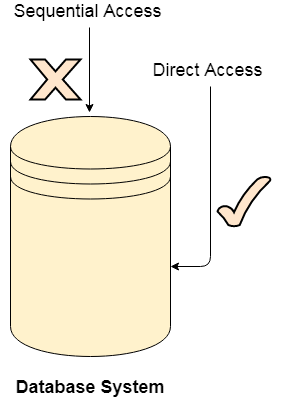 Sequential Access
Direct Access
Database System